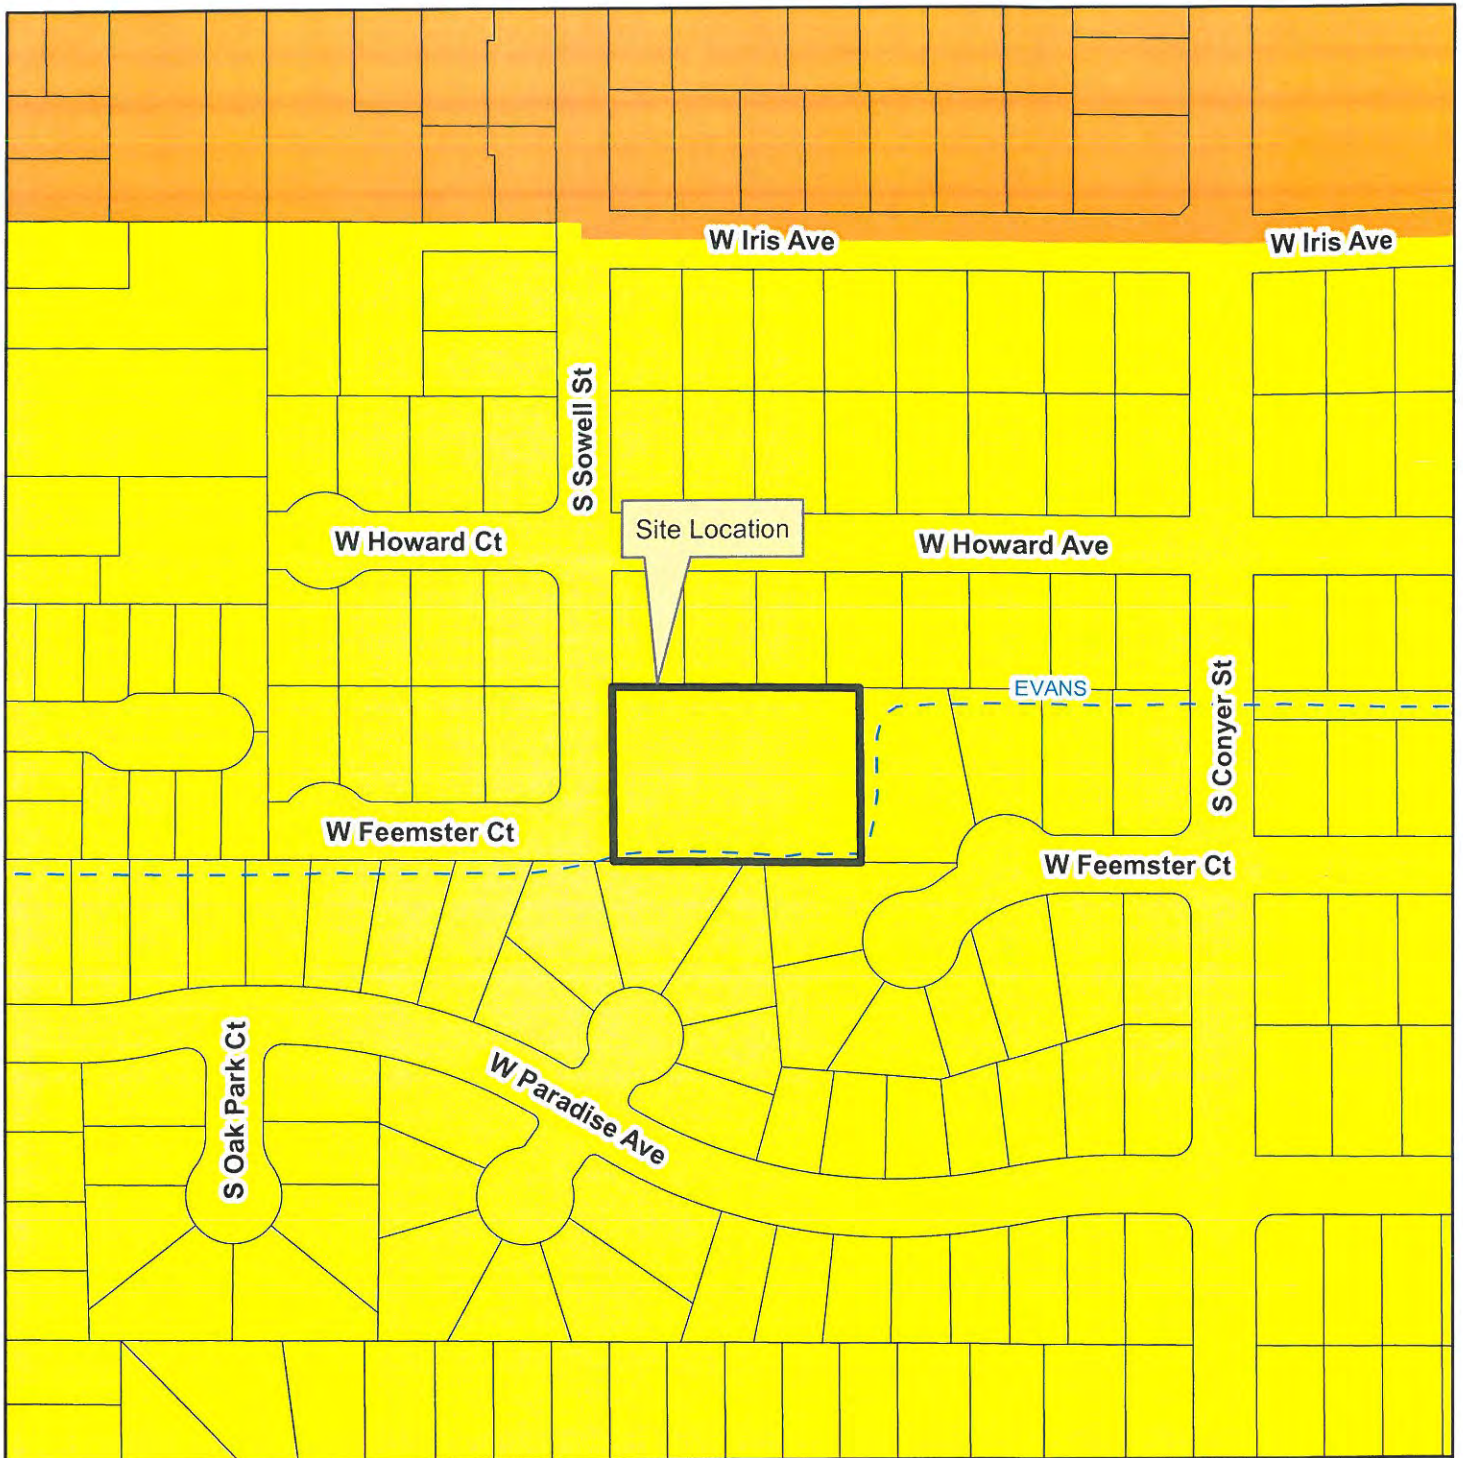 W Iris Ave
W Iris Ave
S Sowell St
Site Location
W Howard Ct
W Howard Ave
EVANS
S Conyer St
W Feemster Ct
W Feemster Ct
S Oak Park Ct
W Paradise Ave